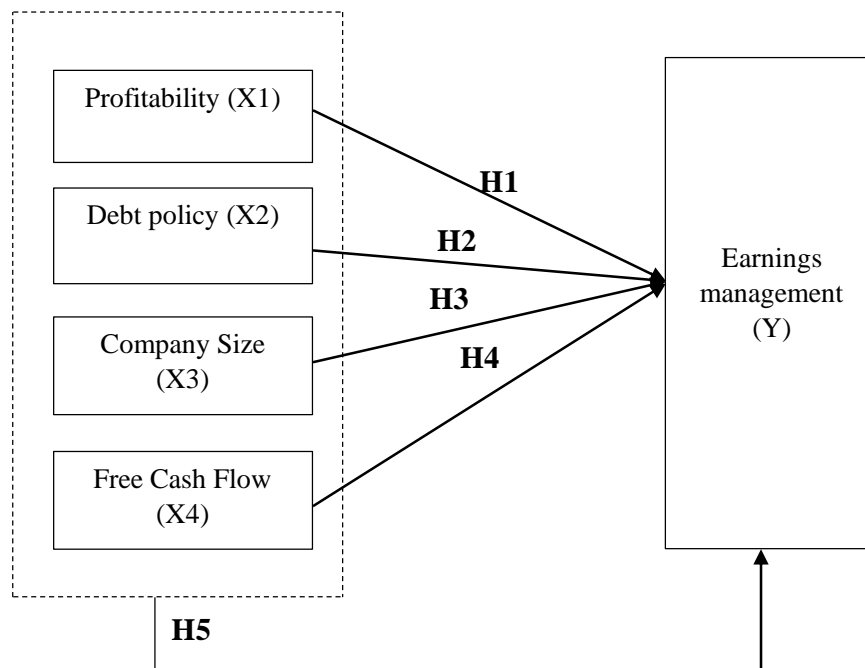 Profitability (X1)
H1
Debt policy (X2)
H2
Earnings
management
(Y)
H3
Company Size
(X3)
H4
Free Cash Flow
(X4)
H5